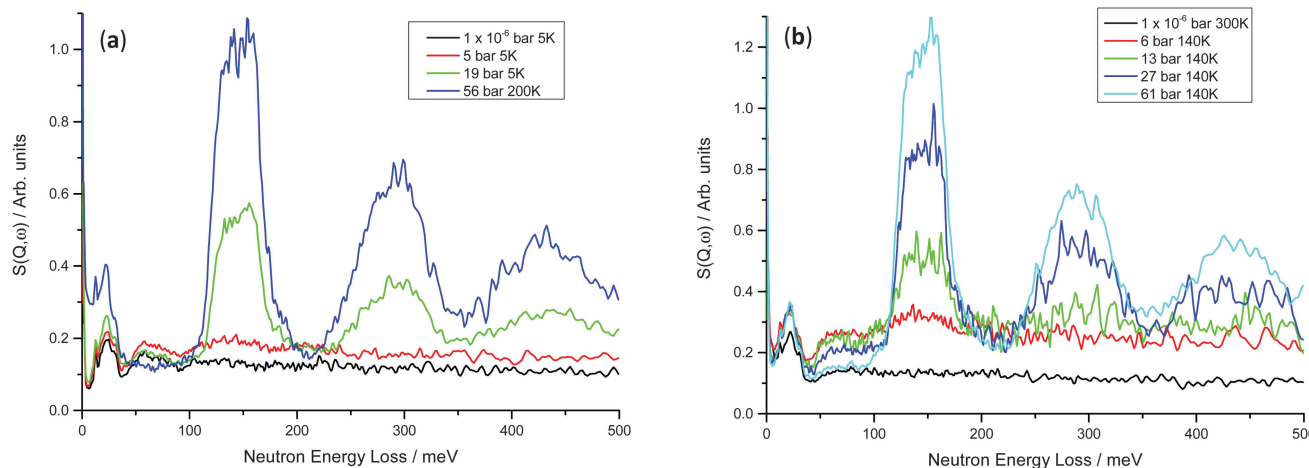 (a)
1 x 10⁻⁶ bar 5K
5 bar 5K
19 bar 5K
56 bar 200K
S(Q,ω) / Arb. units
1.0
0.8
0.6
0.4
0.2
0.0
0 100 200 300 400 500
Neutron Energy Loss / meV
(b)
1 x 10⁻⁶ bar 300K
6 bar 140K
13 bar 140K
27 bar 140K
61 bar 140K
S(Q,ω) / Arb. units
1.2
1.0
0.8
0.6
0.4
0.2
0.0
0 100 200 300 400 500
Neutron Energy Loss / meV